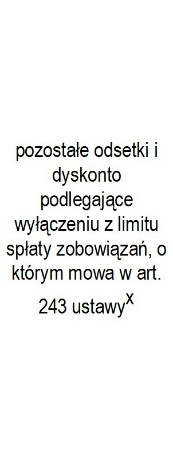 pozostałe odsetki i
dyskonto
podlegające
wyłączeniu z limitu
spłaty zobowiązań, o
którym mowa w art.
243 ustawyx